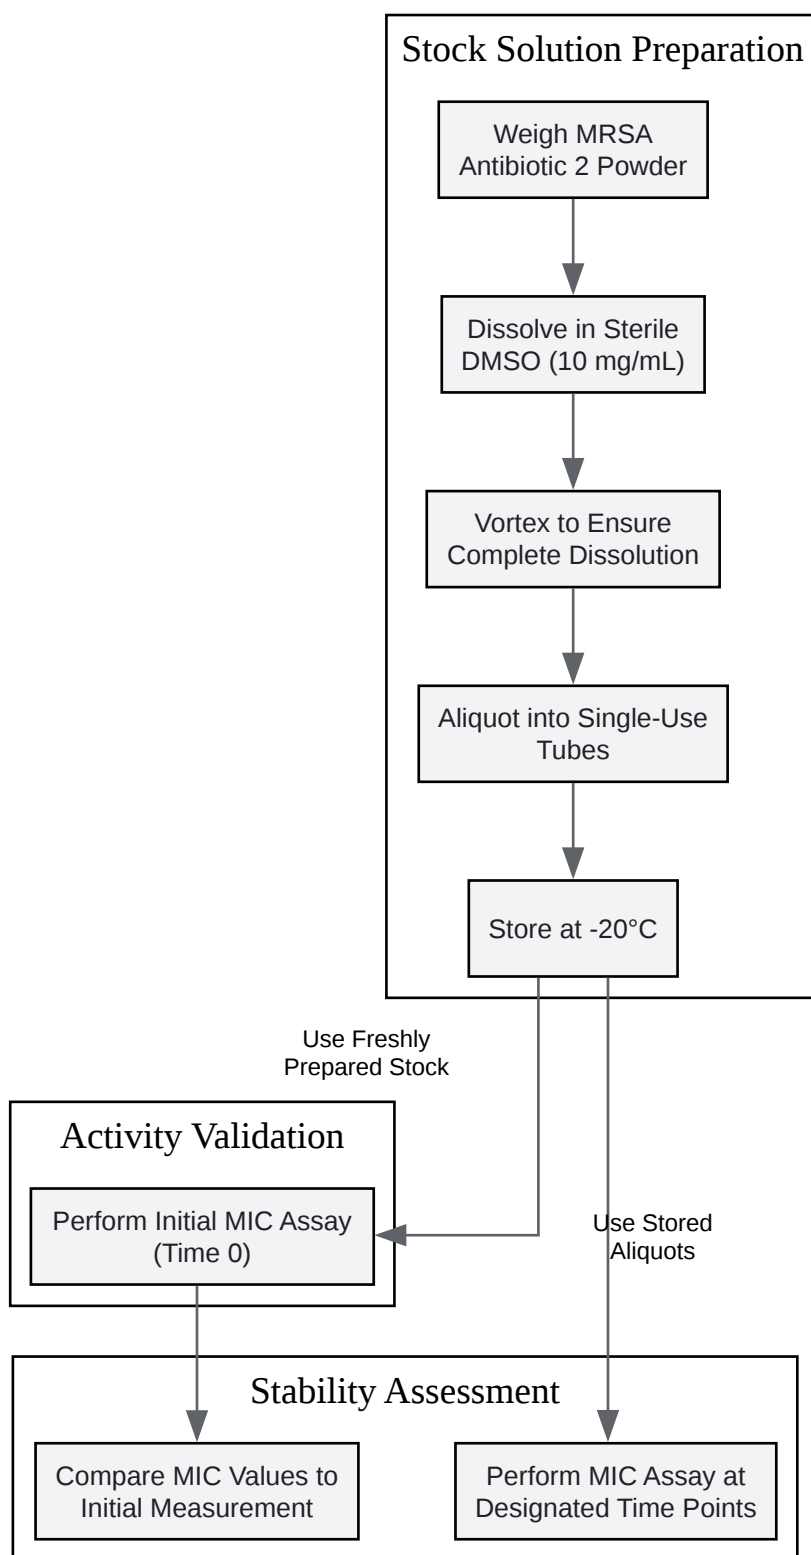 Stock Solution Preparation
Weigh MRSA
Antibiotic 2 Powder
Dissolve in Sterile
DMSO (10 mg/mL)
Vortex to Ensure
Complete Dissolution
Aliquot into Single-Use
Tubes
Store at -20°C
Use Freshly
Prepared Stock
Activity Validation
Perform Initial MIC Assay
(Time 0)
Use Stored
Aliquots
Stability Assessment
Compare MIC Values to
Initial Measurement
Perform MIC Assay at
Designated Time Points